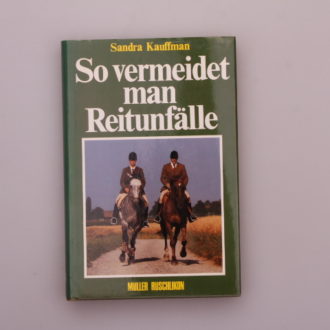 Sandra Kauffman
So vermeidet
man
Reitunfälle
MÜLLER RÜSCHLIKON